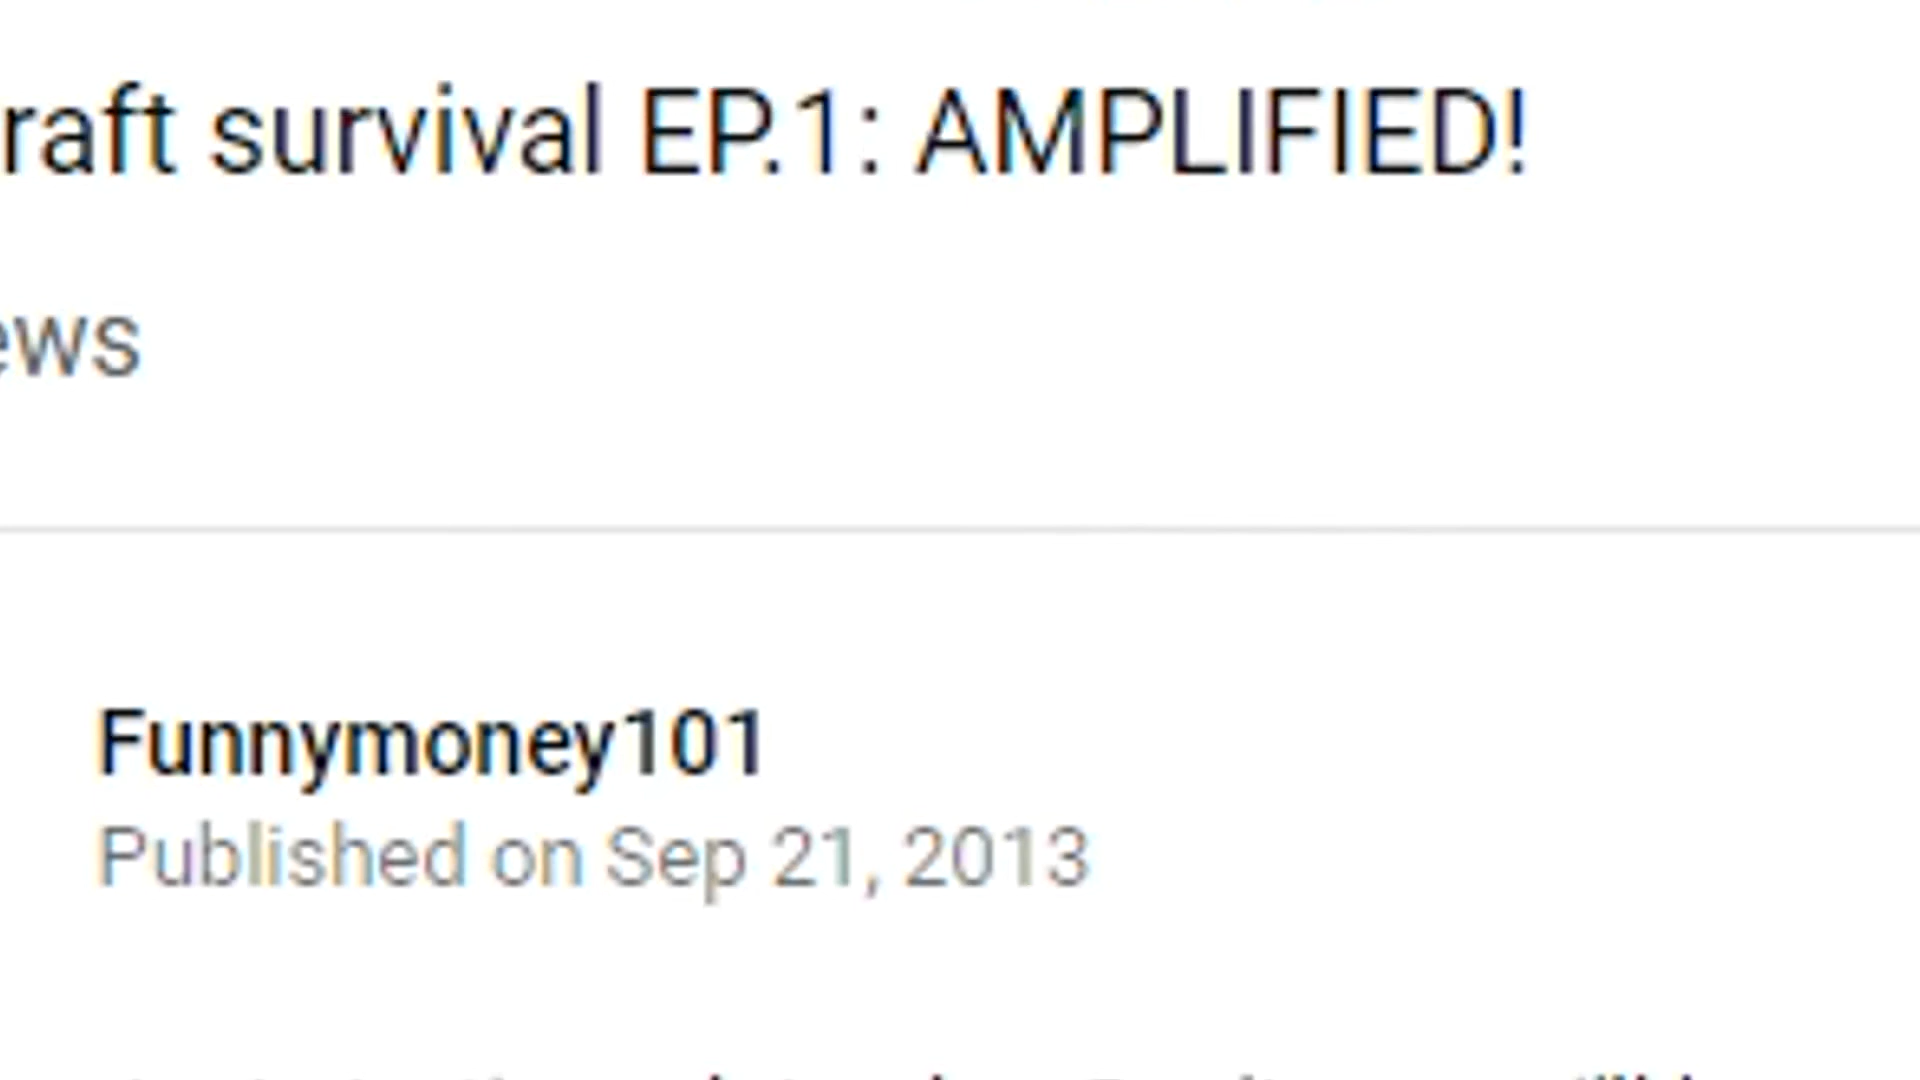 raft survival EP.1: AMPLIFIED!
ews
Funnymoney101
Published on Sep 21, 2013